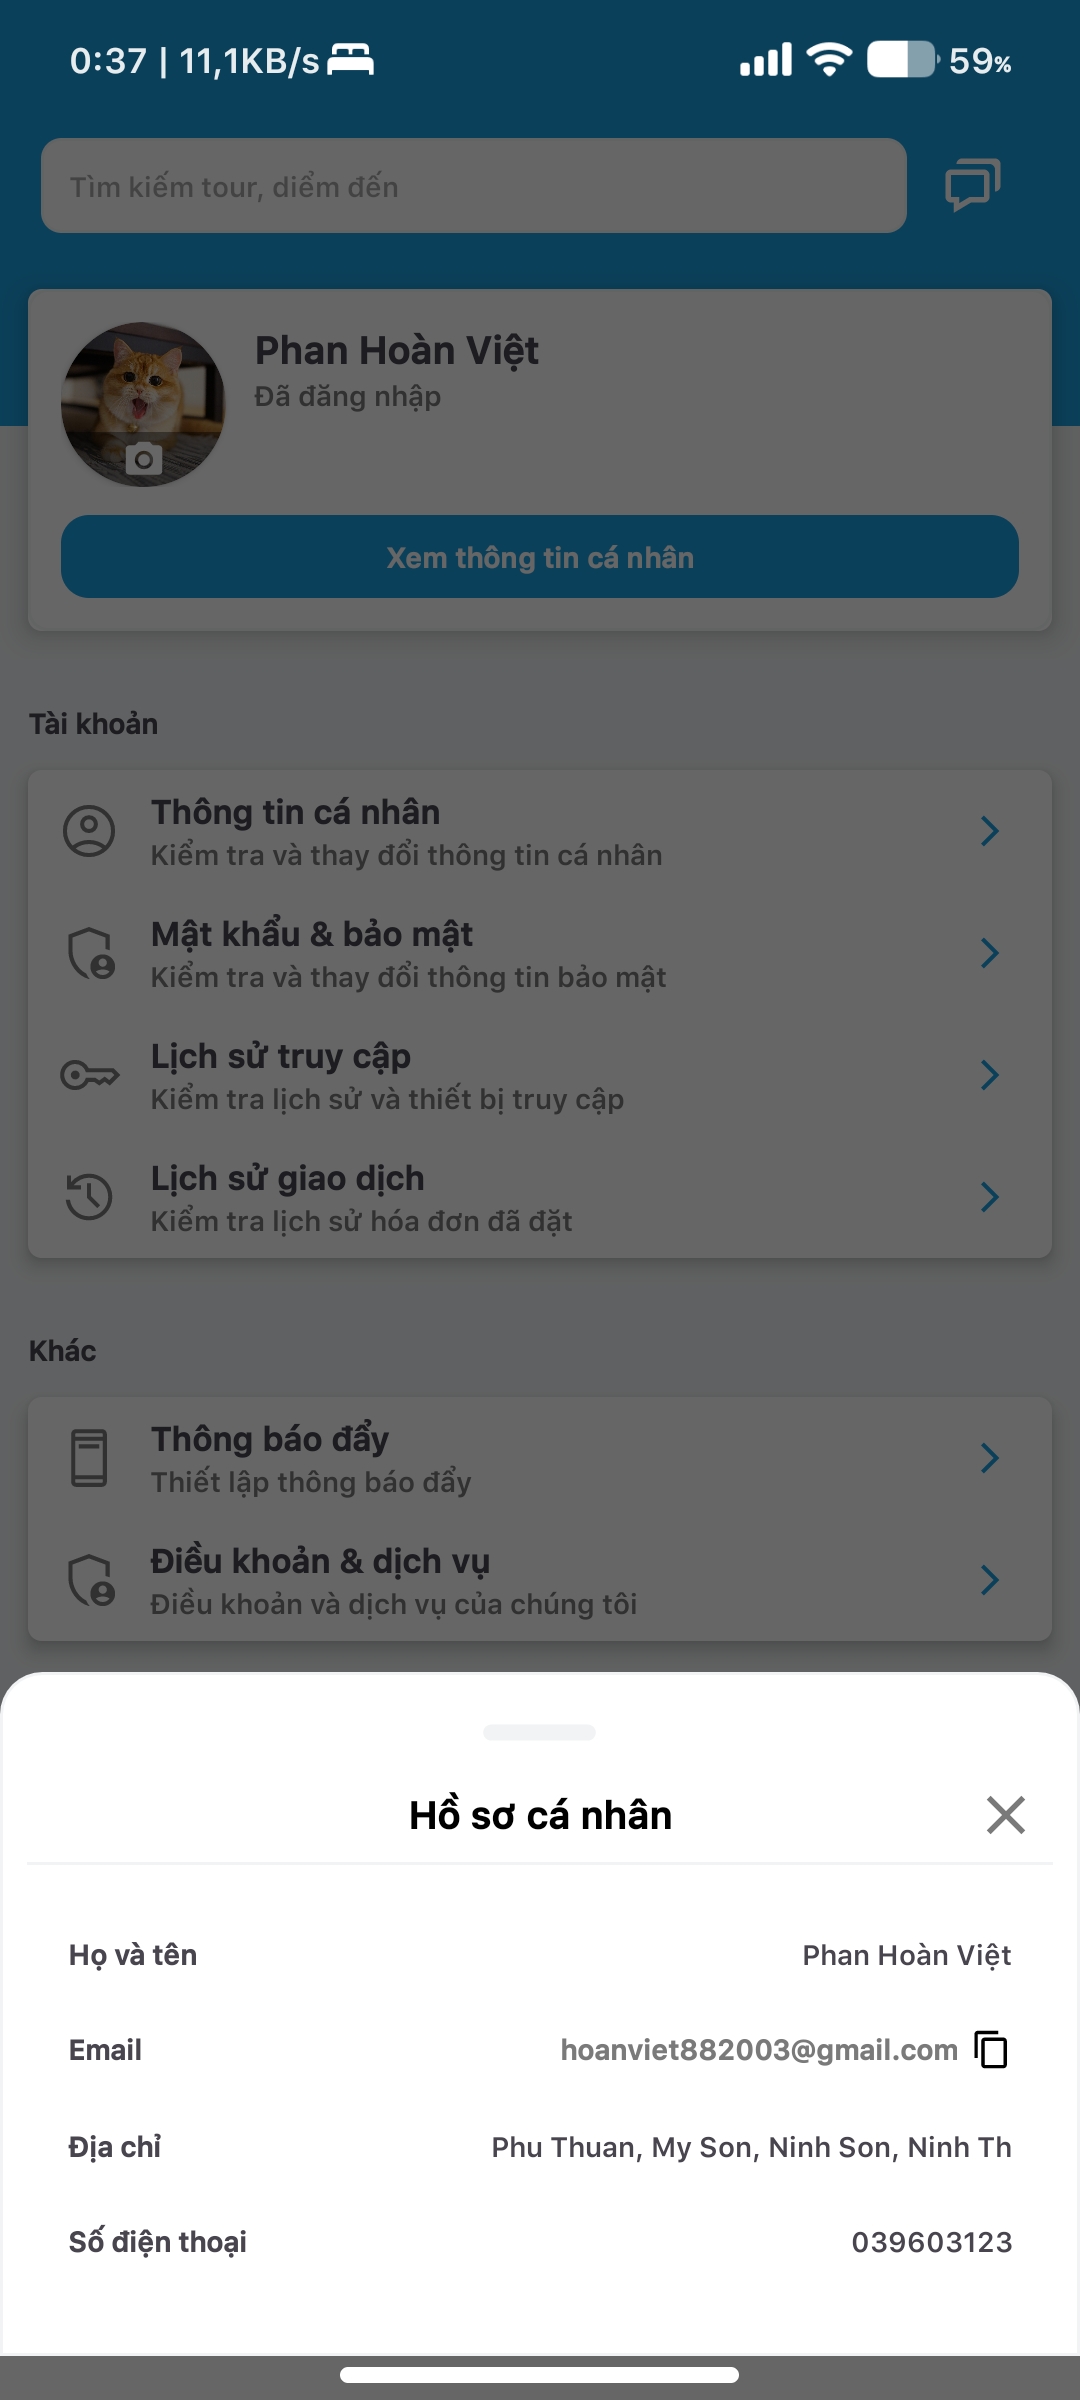 0:37 | 11,1KB/s
59%
Tìm kiếm tour, diểm đến
Phan Hoàn Việt
Đã đăng nhập
Xem thông tin cá nhân
Tài khoản
Thông tin cá nhân
Kiểm tra và thay đổi thông tin cá nhân
Mật khẩu & bảo mật
Kiểm tra và thay đổi thông tin bảo mật
Lịch sử truy cập
Kiểm tra lịch sử và thiết bị truy cập
Lịch sử giao dịch
Kiểm tra lịch sử hóa đơn đã đặt
Khác
Thông báo đẩy
Thiết lập thông báo đẩy
Điều khoản & dịch vụ
Điều khoản và dịch vụ của chúng tôi
Hồ sơ cá nhân
Họ và tên Phan Hoàn Việt
Email hoanviet882003@gmail.com
Địa chỉ Phu Thuan, My Son, Ninh Son, Ninh Th
Số điện thoại 039603123